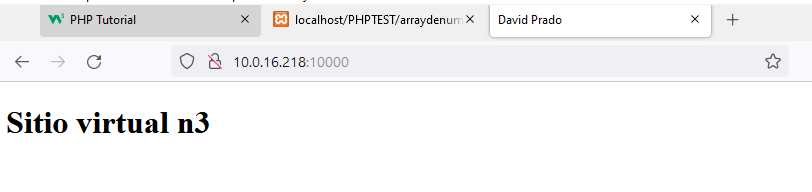 PHP Tutorial
localhost/PHPTEST/arraydenum
David Prado
10.0.16.218:10000
Sitio virtual n3